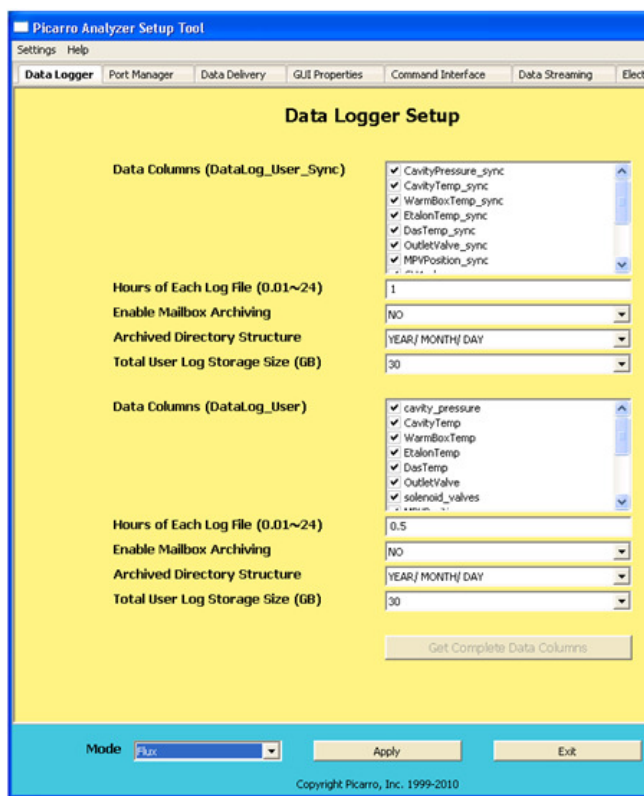 Picarro Analyzer Setup Tool
Settings Help
Data Logger Port Manager Data Delivery GUI Properties Command Interface Data Streaming Elect
Data Logger Setup
Data Columns (DataLog_User_Sync)
CavityPressure_sync
CavityTemp_sync
WarmBoxTemp_sync
EtalonTemp_sync
DasTemp_sync
OutletValve_sync
MPVPosition_sync
Hours of Each Log File (0.01~24) 1
Enable Mailbox Archiving NO
Archived Directory Structure YEAR/ MONTH/ DAY
Total User Log Storage Size (GB) 30
Data Columns (DataLog_User)
cavity_pressure
CavityTemp
WarmBoxTemp
EtalonTemp
DasTemp
OutletValve
solenoid_valves
Hours of Each Log File (0.01~24) 0.5
Enable Mailbox Archiving NO
Archived Directory Structure YEAR/ MONTH/ DAY
Total User Log Storage Size (GB) 30
Get Complete Data Columns
Mode Flux Apply Exit
Copyright Picarro, Inc. 1999-2010